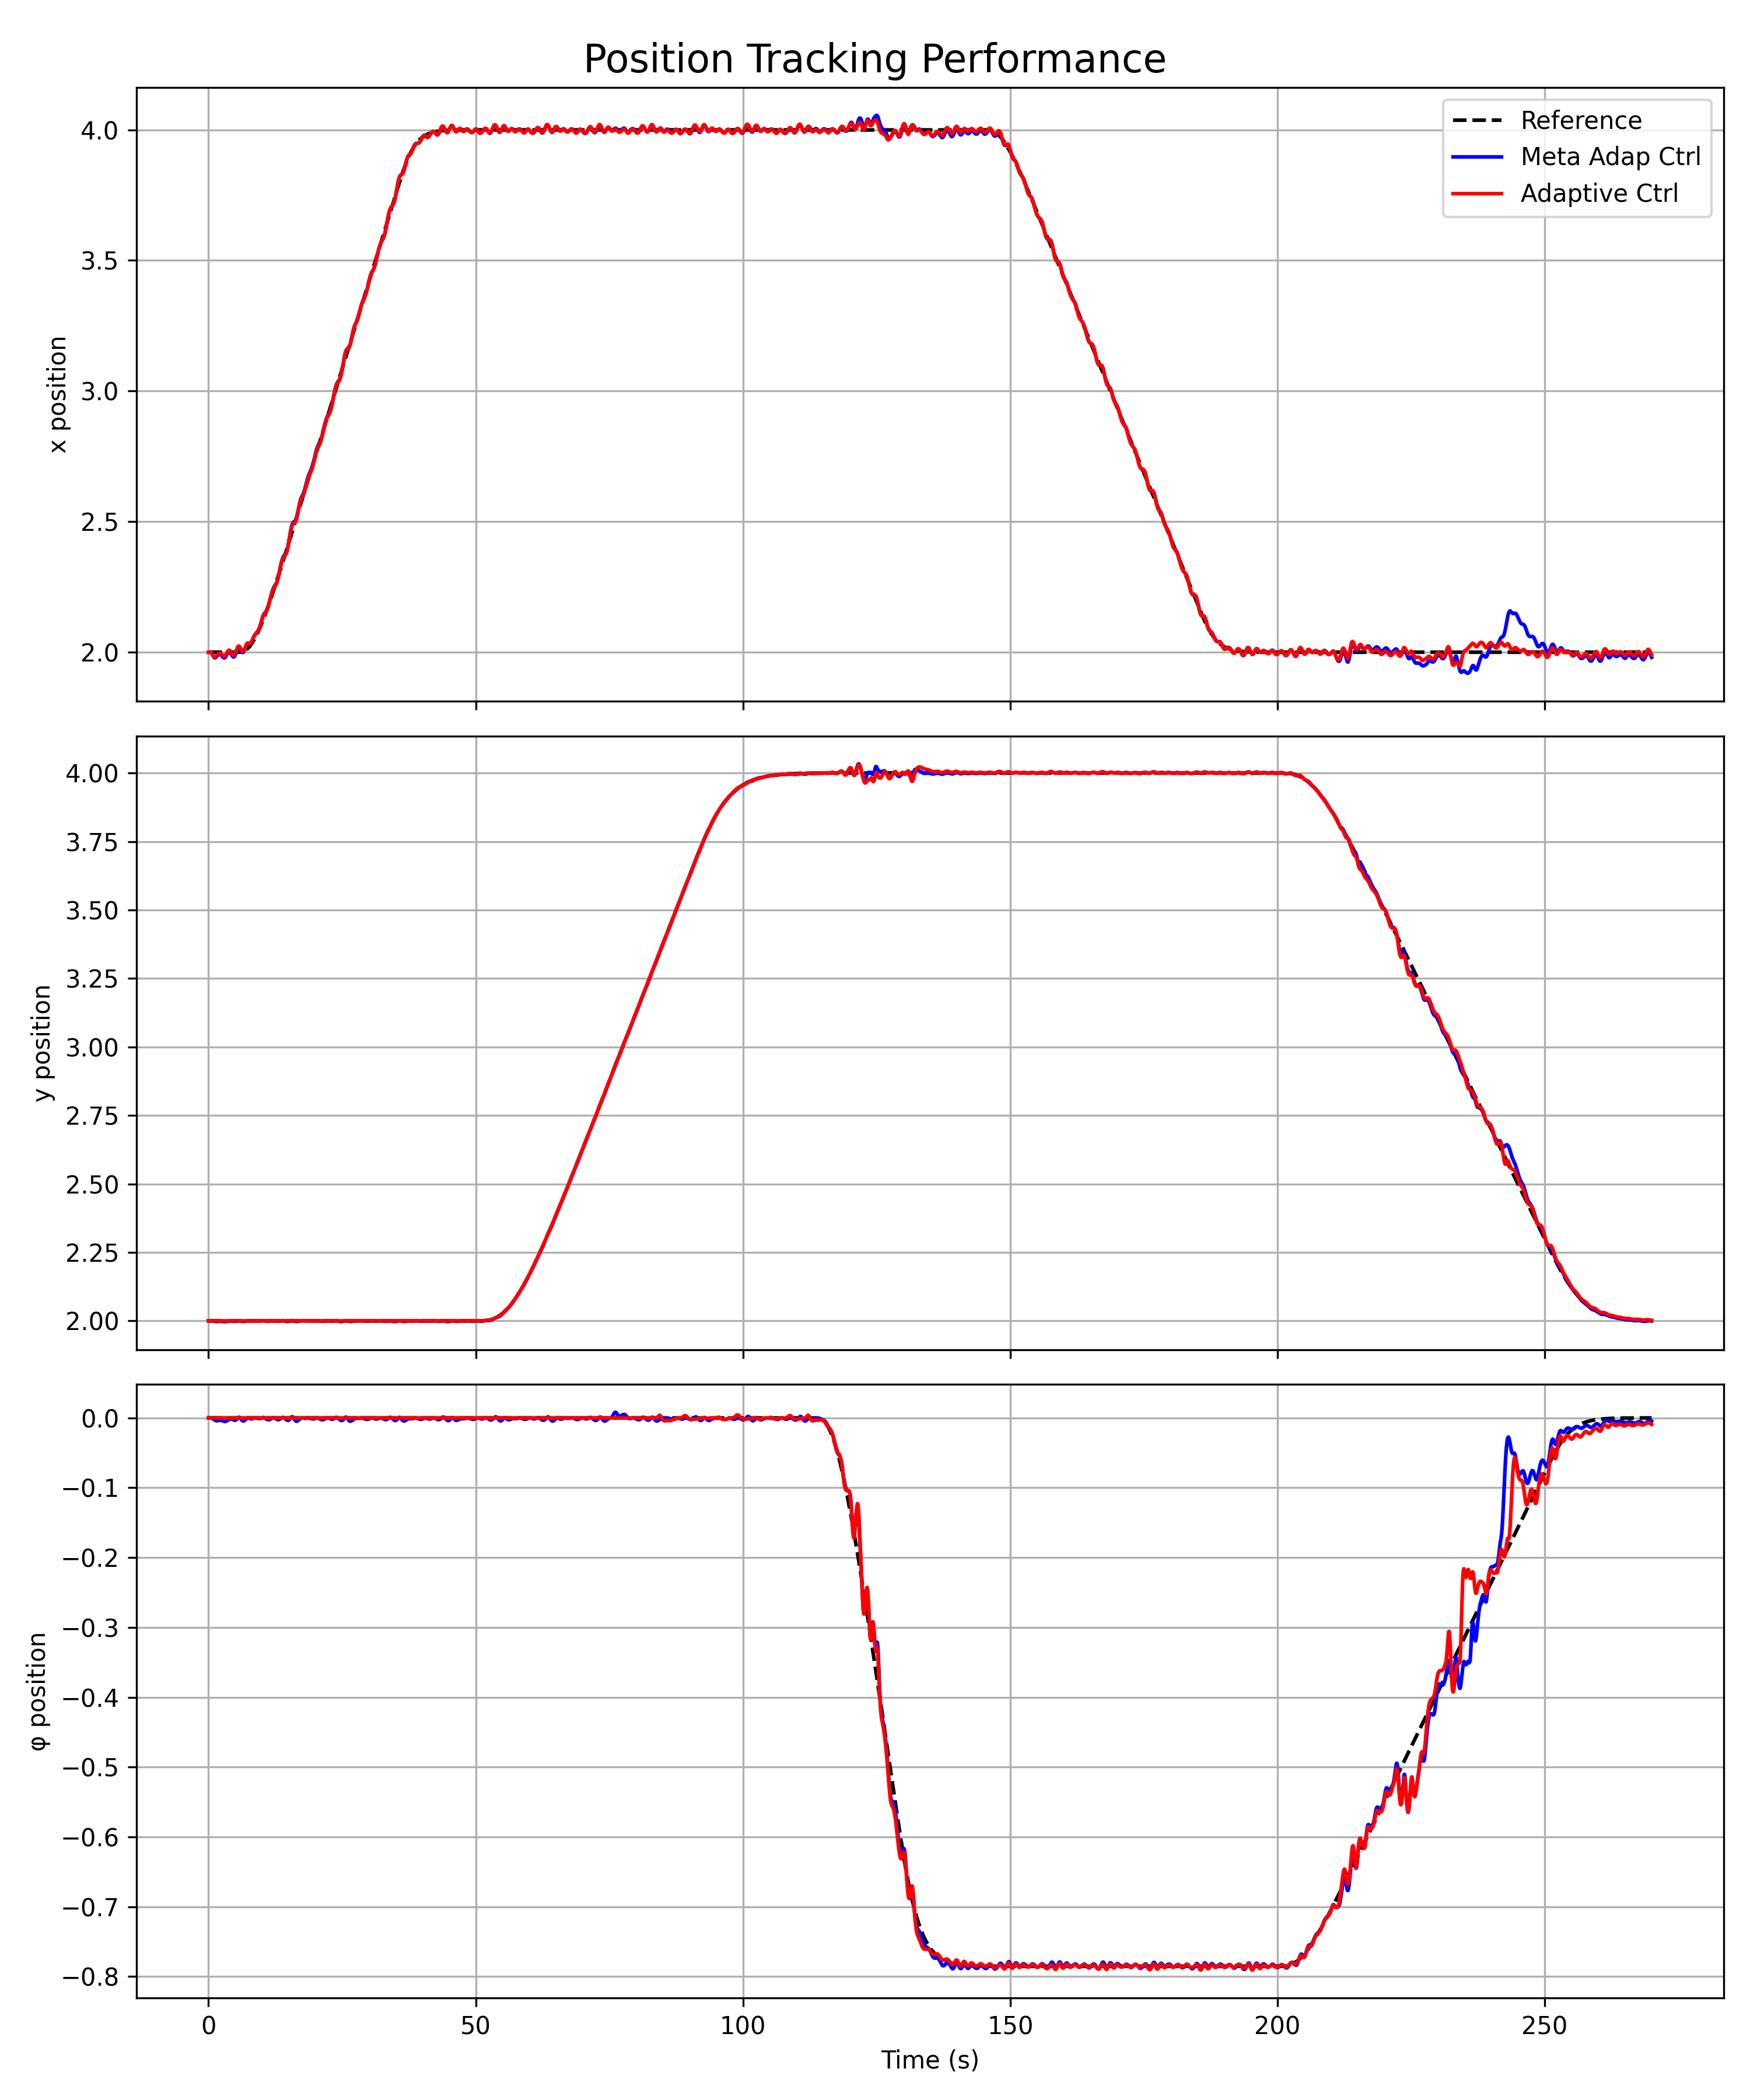 Position Tracking Performance
4.0
3.5
3.0
2.5
2.0
x position
Reference
Meta Adap Ctrl
Adaptive Ctrl
4.00
3.75
3.50
3.25
3.00
2.75
2.50
2.25
2.00
y position
0.0
−0.1
−0.2
−0.3
−0.4
−0.5
−0.6
−0.7
−0.8
φ position
0 50 100 150 200 250
Time (s)